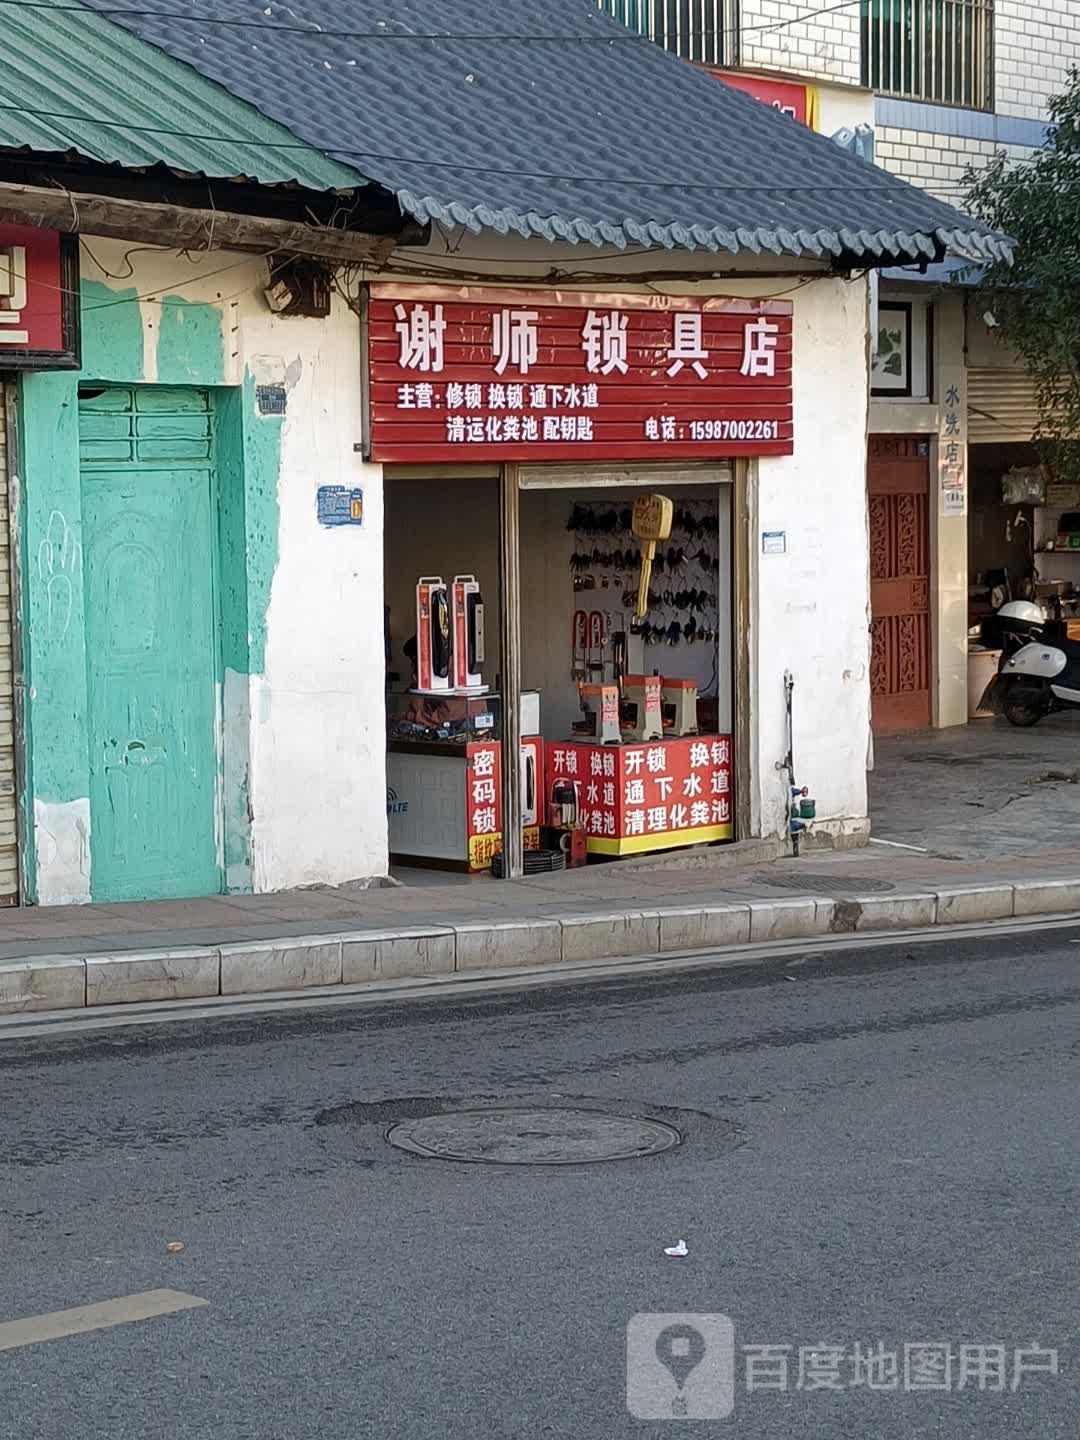 谢师锁具店
主营：修锁 换锁 通下水道
清运化粪池 配钥匙 电话：15987002261
水洗店
密码锁
开锁 换锁
下水道
化粪池
开锁 换锁
通下水道
清理化粪池
LTE
指纹
百度地图用户